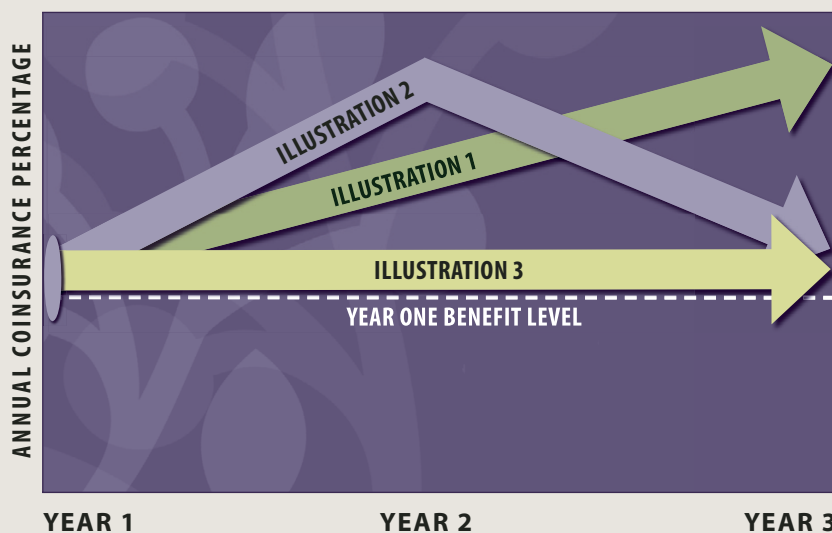 ANNUAL COINSURANCE PERCENTAGE
ILLUSTRATION 2
ILLUSTRATION 1
ILLUSTRATION 3
YEAR ONE BENEFIT LEVEL
YEAR 1
YEAR 2
YEAR 3